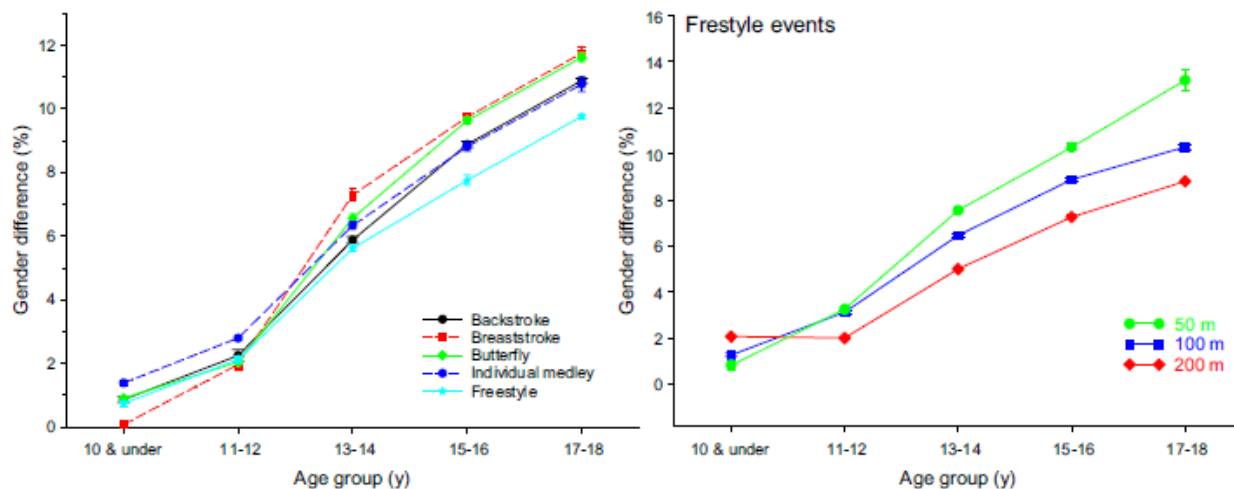 12
10
8
6
4
2
0
Gender difference (%)
Backstroke
Breaststroke
Butterfly
Individual medley
Freestyle
10 & under 11-12 13-14 15-16 17-18
Age group (y)
Frestyle events
16
14
12
10
8
6
4
2
0
Gender difference (%)
50 m
100 m
200 m
10 & under 11-12 13-14 15-16 17-18
Age group (y)